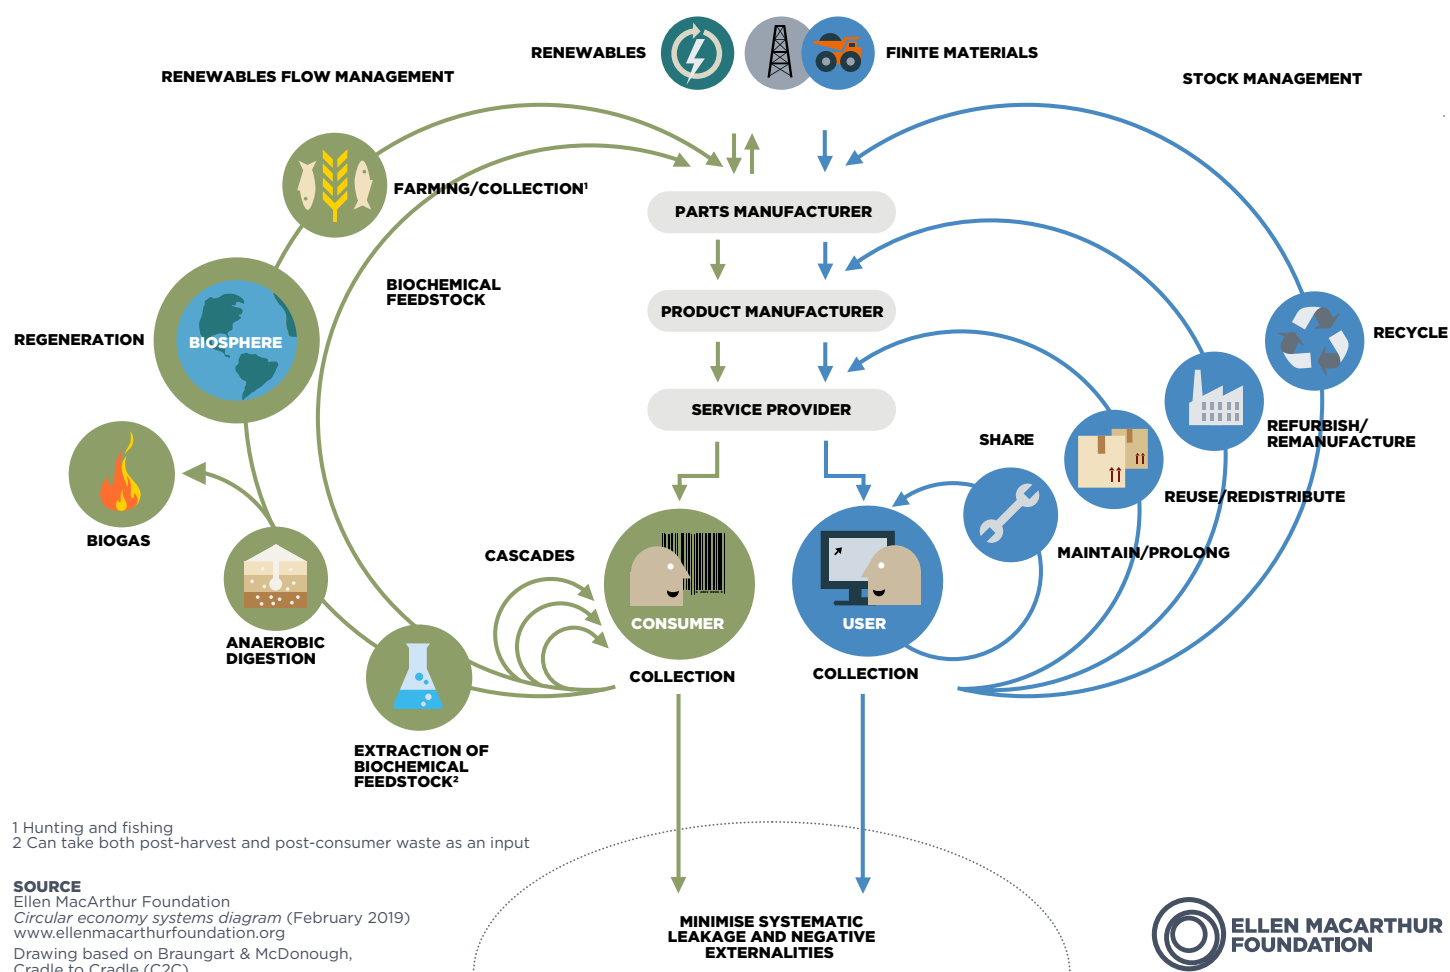 RENEWABLES
FINITE MATERIALS
RENEWABLES FLOW MANAGEMENT
STOCK MANAGEMENT
FARMING/COLLECTION¹
PARTS MANUFACTURER
BIOCHEMICAL
FEEDSTOCK
PRODUCT MANUFACTURER
REGENERATION
BIOSPHERE
RECYCLE
SERVICE PROVIDER
SHARE
REFURBISH/
REMANUFACTURE
REUSE/REDISTRIBUTE
BIOGAS
CASCADES
MAINTAIN/PROLONG
CONSUMER
USER
ANAEROBIC
DIGESTION
COLLECTION
COLLECTION
EXTRACTION OF
BIOCHEMICAL
FEEDSTOCK²
1 Hunting and fishing
2 Can take both post-harvest and post-consumer waste as an input
SOURCE
Ellen MacArthur Foundation
Circular economy systems diagram (February 2019)
www.ellenmacarthurfoundation.org
Drawing based on Braungart & McDonough,
Cradle to Cradle (C2C)
MINIMISE SYSTEMATIC
LEAKAGE AND NEGATIVE
EXTERNALITIES
ELLEN MACARTHUR
FOUNDATION